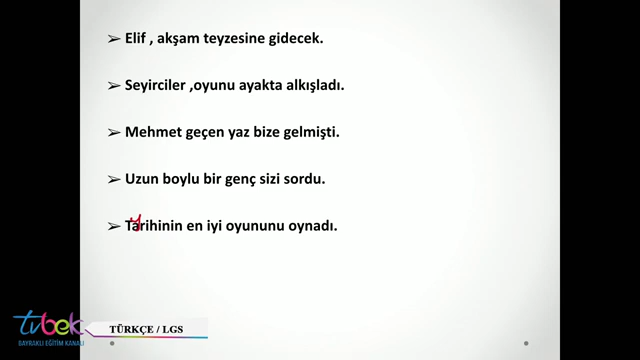 ➢ Elif , akşam teyzesine gidecek.
➢ Seyirciler ,oyunu ayakta alkışladı.
➢ Mehmet geçen yaz bize gelmişti.
➢ Uzun boylu bir genç sizi sordu.
➢ Tarihinin en iyi oyununu oynadı.
tvbek
BAYRAKLI EĞİTİM KANALI
TÜRKÇE / LGS